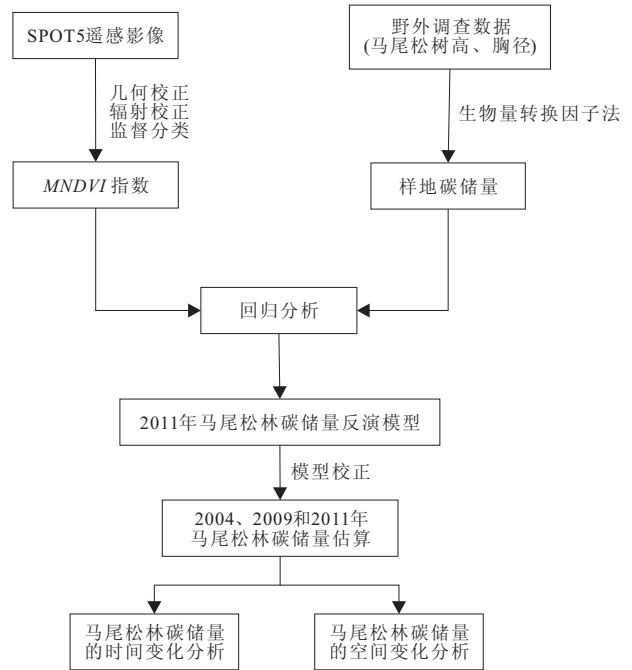 SPOT5遥感影像
野外调查数据
(马尾松树高、胸径)
几何校正
辐射校正
监督分类
生物量转换因子法
MNDVI 指数
样地碳储量
回归分析
2011年马尾松林碳储量反演模型
模型校正
2004、2009和2011年
马尾松林碳储量估算
马尾松林碳储量
的时间变化分析
马尾松林碳储量
的空间变化分析